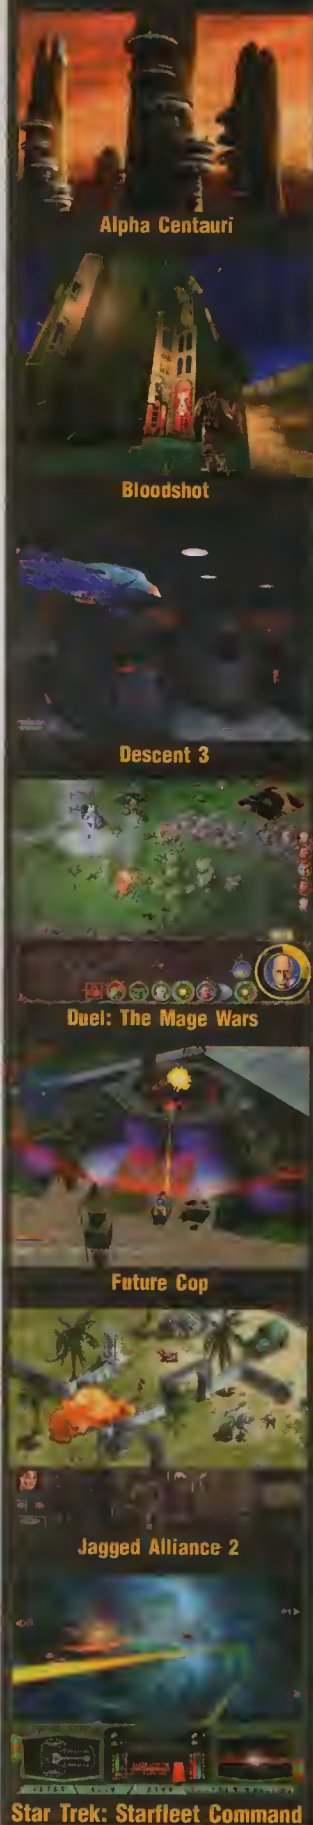 Alpha Centauri
Bloodshot
Descent 3
Duel: The Mage Wars
Future Cop
Jagged Alliance 2
Star Trek: Starfleet Command